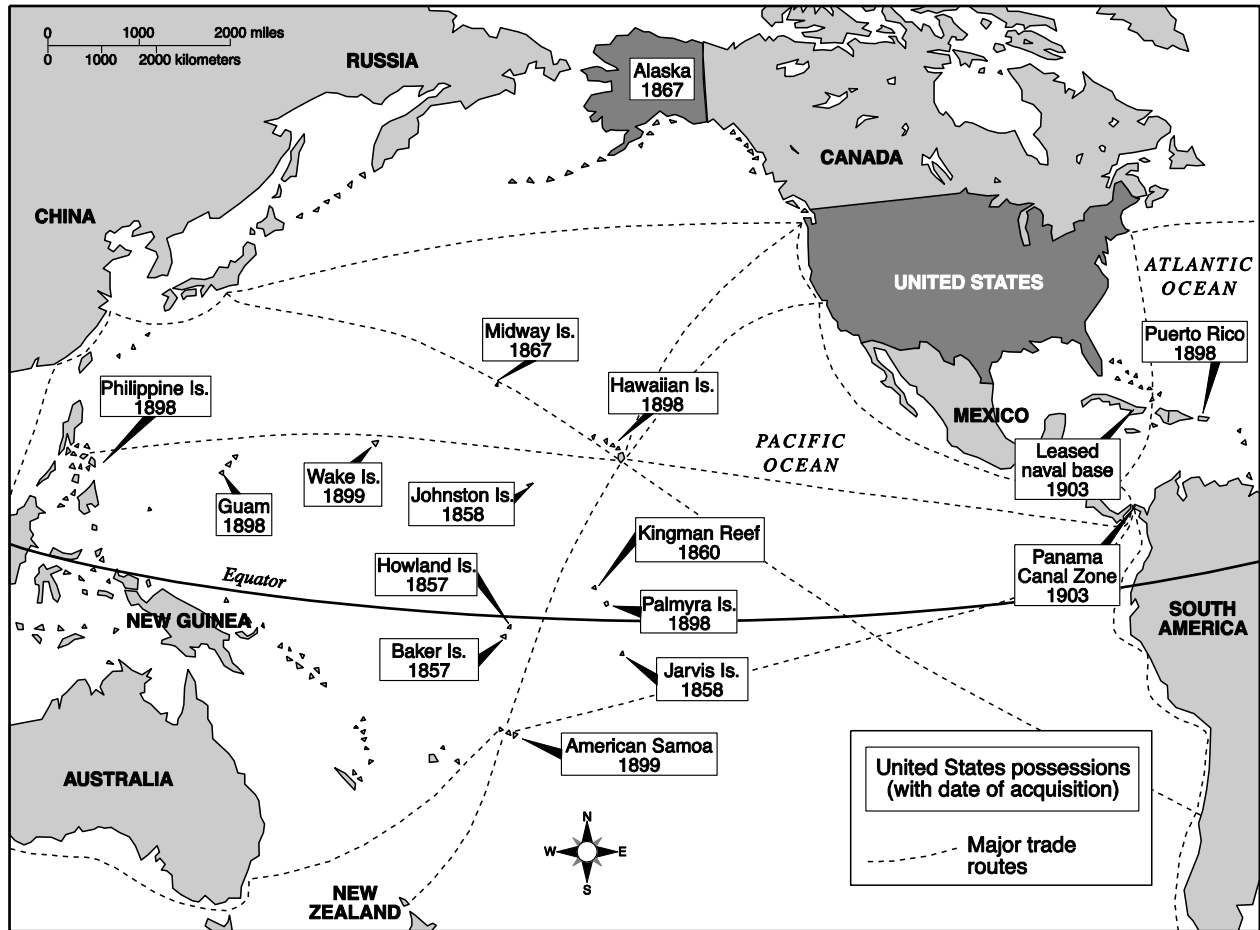 0 1000 2000 miles
0 1000 2000 kilometers
RUSSIA
Alaska
1867
CANADA
CHINA
UNITED STATES
ATLANTIC
OCEAN
Midway Is.
1867
Puerto Rico
1898
Philippine Is.
1898
Hawaiian Is.
1898
MEXICO
PACIFIC
OCEAN
Leased
naval base
1903
Wake Is.
1899
Johnston Is.
1858
Guam
1898
Kingman Reef
1860
Panama
Canal Zone
1903
Howland Is.
1857
Equator
Palmyra Is.
1898
NEW GUINEA
SOUTH
AMERICA
Baker Is.
1857
Jarvis Is.
1858
American Samoa
1899
AUSTRALIA
United States possessions
(with date of acquisition)
Major trade
routes
N
W E
S
NEW
ZEALAND